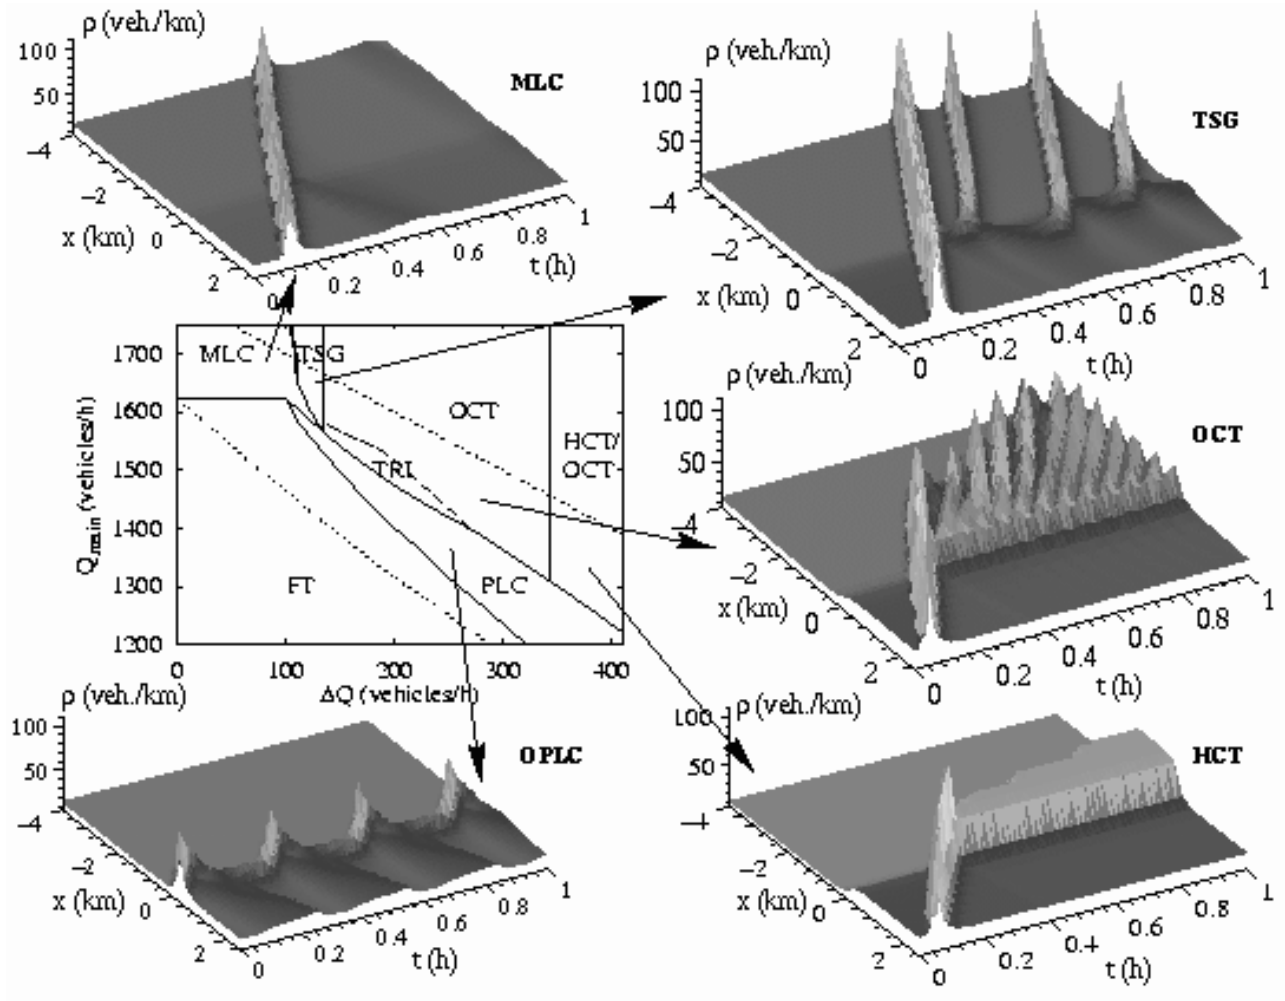 ρ (veh./km)
100
50
MLC
-4
-2
x (km) 0
2
0.2
0.4
0.6
0.8
1
t (h)
ρ (veh./km)
100
50
TSG
-4
-2
x (km) 0
2
0
0.2
0.4
0.6
0.8
1
t (h)
1700
1600
1500
1400
1300
1200
Q_main (vehicles/h)
MLC
TSG
OCT
HCT/
OCT
TRI
FT
PLC
0 100 200 300 400
ΔQ (vehicles/h)
ρ (veh./km)
100
50
OCT
-4
-2
x (km) 0
2
0
0.2
0.4
0.6
0.8
1
t (h)
ρ (veh./km)
100
50
OPLC
-4
-2
x (km) 0
2
0
0.2
0.4
0.6
0.8
1
t (h)
100
ρ (veh./km)
50
HCT
-4
-2
x (km) 0
2
0
0.2
0.4
0.6
0.8
1
t (h)